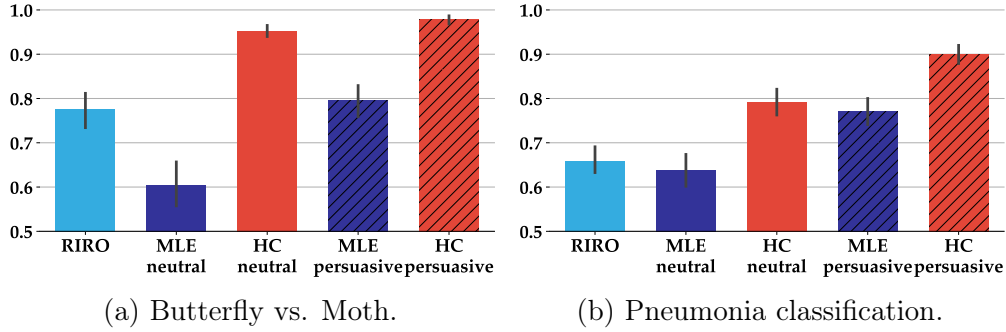 1.0
0.9
0.8
0.7
0.6
0.5
RIRO
MLE
neutral
HC
neutral
MLE
persuasive
HC
persuasive
(a) Butterfly vs. Moth.
1.0
0.9
0.8
0.7
0.6
0.5
RIRO
MLE
neutral
HC
neutral
MLE
persuasive
HC
persuasive
(b) Pneumonia classification.